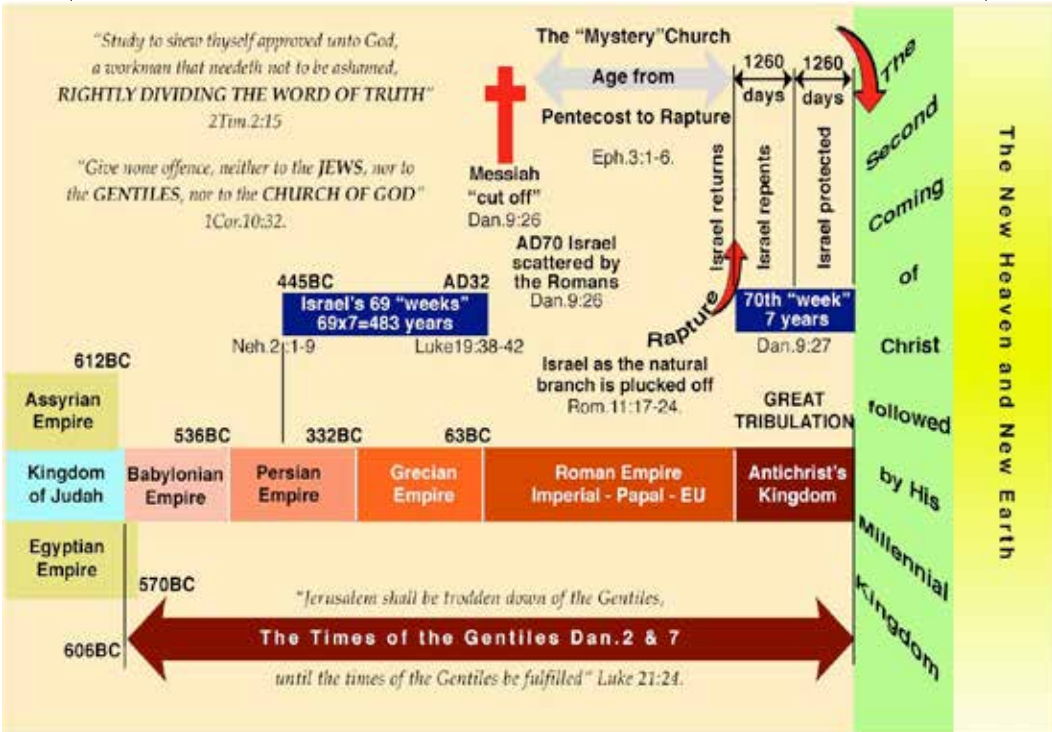 "Study to shew thyself approved unto God,
a workman that needeth not to be ashamed,
RIGHTLY DIVIDING THE WORD OF TRUTH"
2Tim.2:15
"Give none offence, neither to the JEWS, nor to
the GENTILES, nor to the CHURCH OF GOD"
1Cor.10:32.
The "Mystery"Church
Age from
Pentecost to Rapture
Eph.3:1-6.
Messiah
"cut off"
Dan.9:26
AD70 Israel
scattered by
the Romans
Dan.9:26
1260
days
1260
days
Israel returns
Israel repents
Israel protected
Rapture
445BC
AD32
Israel's 69 "weeks"
69x7=483 years
Neh.2:1-9
Luke19:38-42
70th "week"
7 years
Dan.9:27
Israel as the natural
branch is plucked off
Rom.11:17-24.
GREAT
TRIBULATION
612BC
536BC
332BC
63BC
Assyrian
Empire
Kingdom
of Judah
Babylonian
Empire
Persian
Empire
Grecian
Empire
Roman Empire
Imperial - Papal - EU
Antichrist's
Kingdom
Egyptian
Empire
570BC
606BC
"Jerusalem shall be trodden down of the Gentiles,
The Times of the Gentiles Dan.2 & 7
until the times of the Gentiles be fulfilled" Luke 21:24.
The
Second
Coming
of
Christ
followed
by His
Millennial
Kingdom
The New Heaven and New Earth